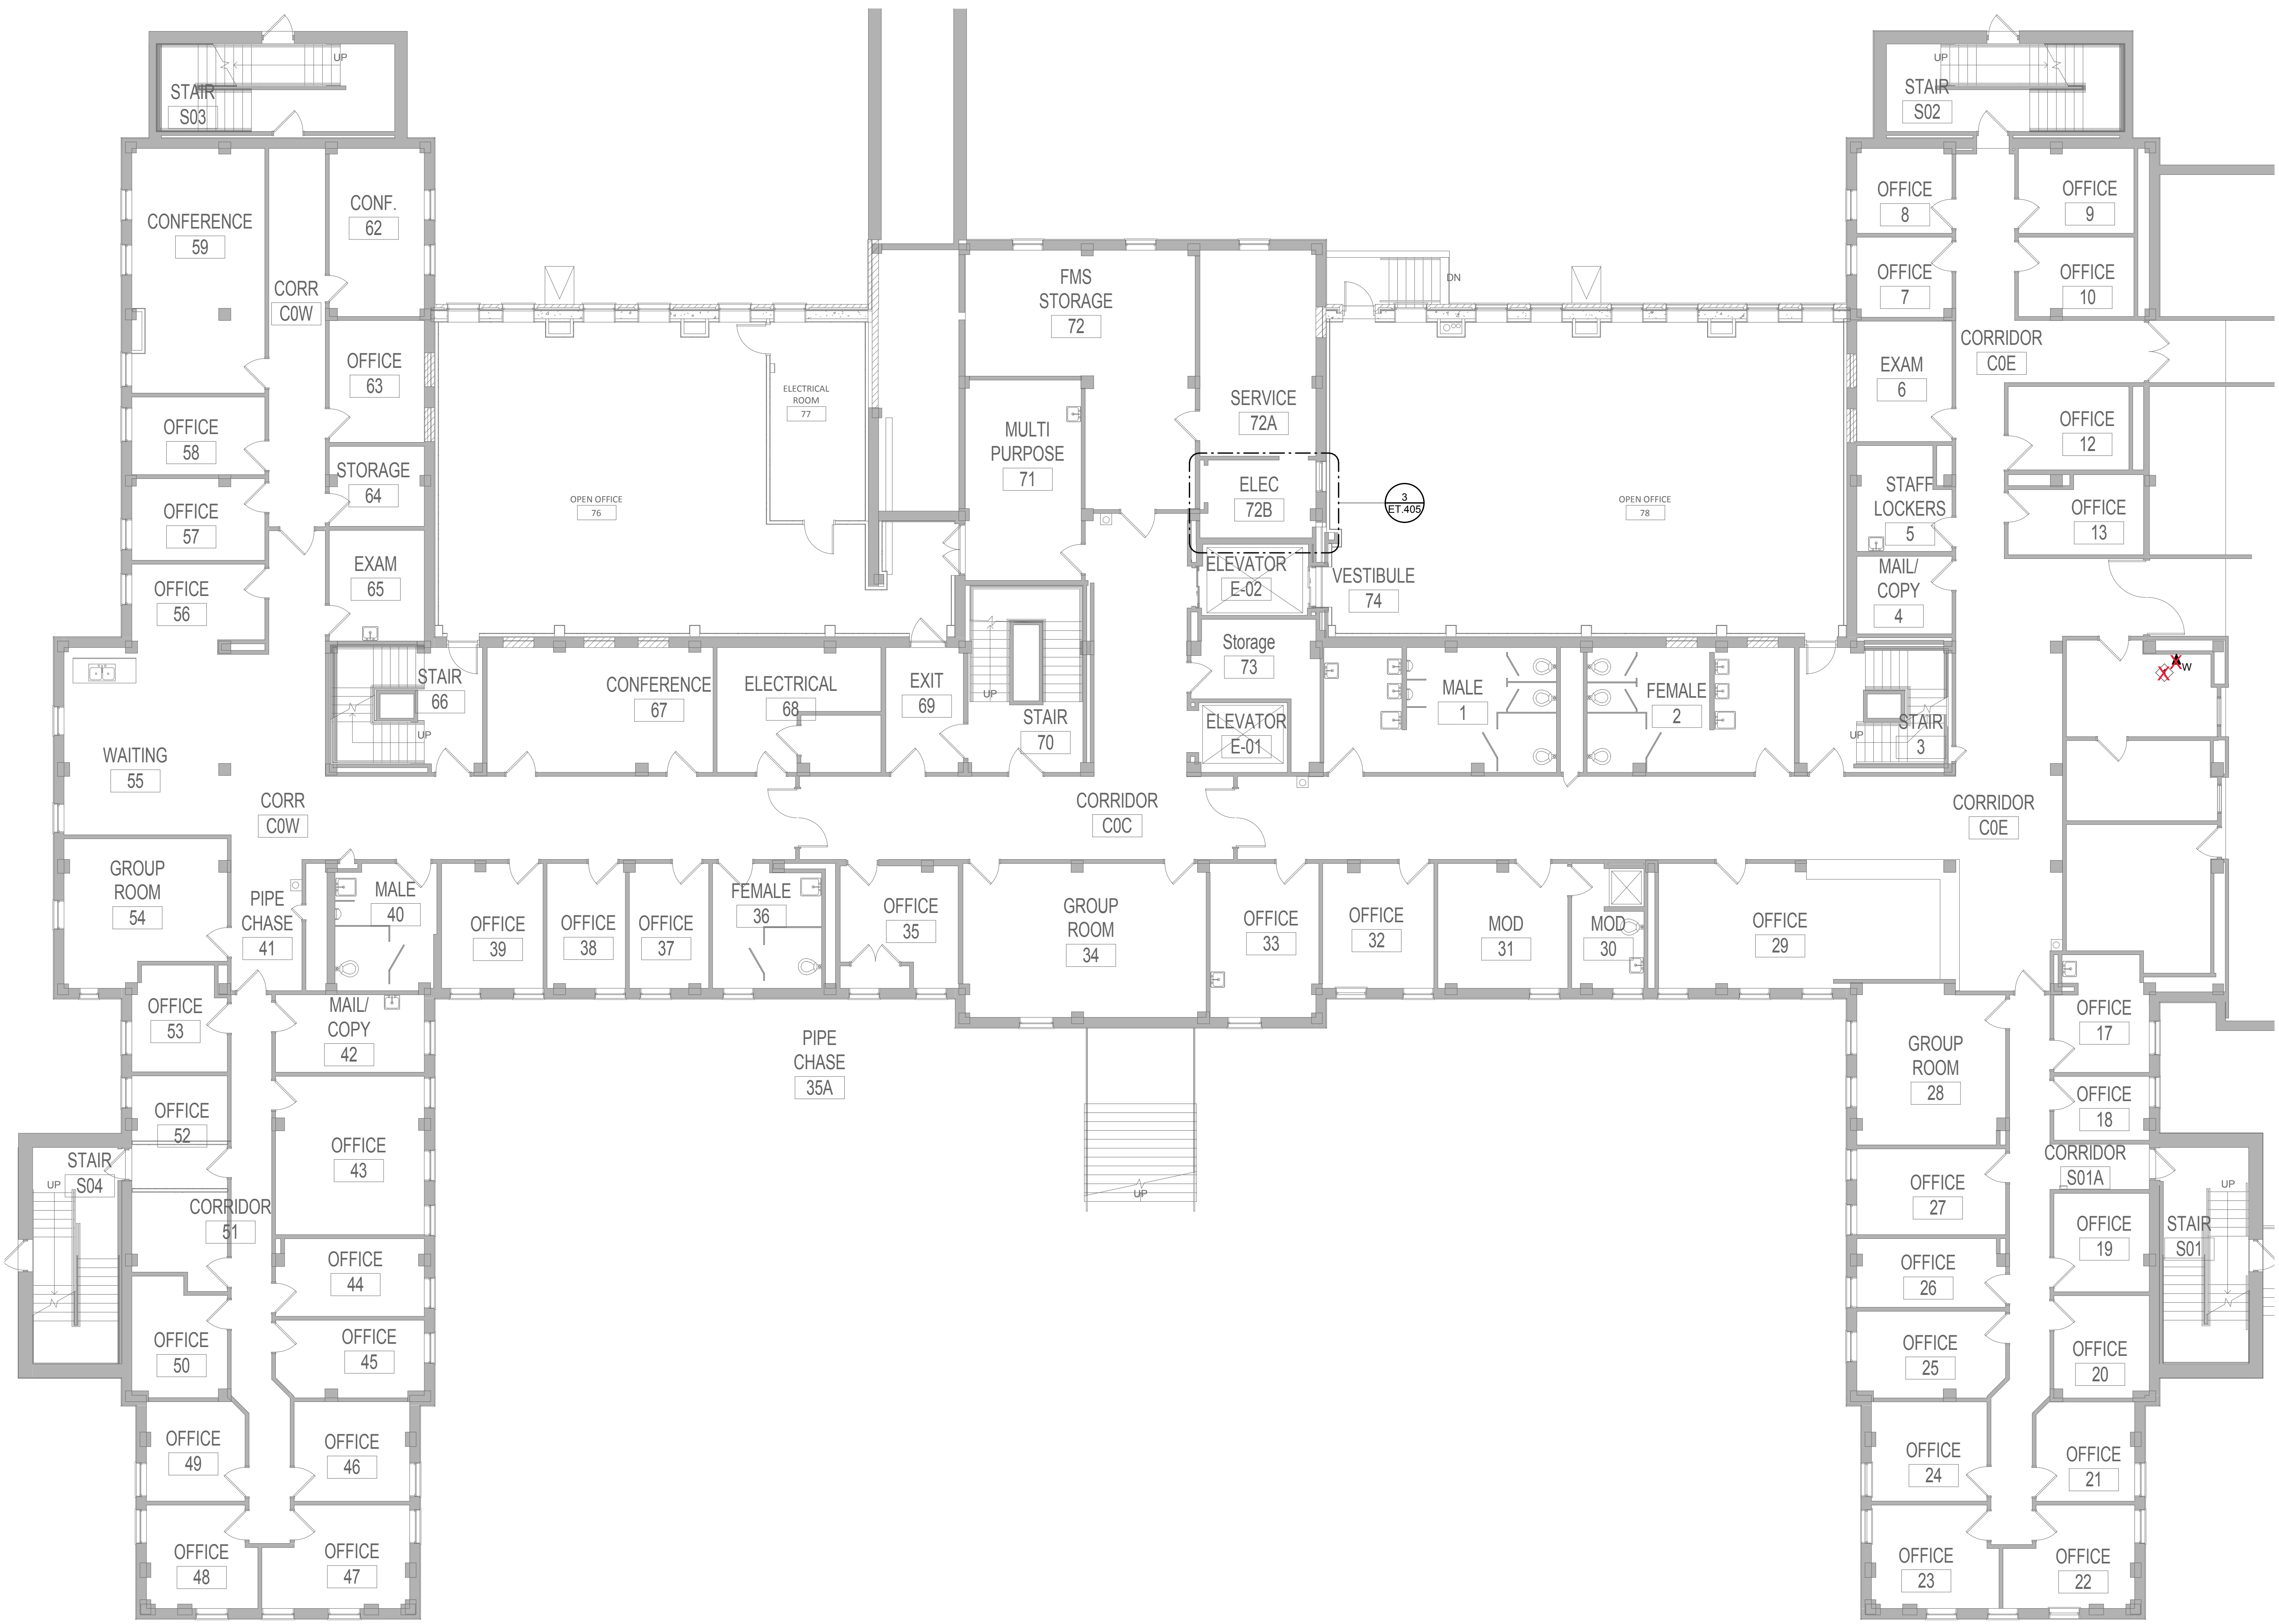 UP
STAIR
S03
UP
STAIR
S02
CONFERENCE
59
CONF.
62
CORR
C0W
OFFICE
63
OFFICE
58
STORAGE
64
OFFICE
57
EXAM
65
OFFICE
56
STAIR
66
UP
WAITING
55
CORR
C0W
OPEN OFFICE
76
ELECTRICAL
ROOM
77
FMS
STORAGE
72
MULTI
PURPOSE
71
SERVICE
72A
ELEC
72B
3
ET.405
ELEVATOR
E-02
VESTIBULE
74
DN
OPEN OFFICE
78
OFFICE
8
OFFICE
9
OFFICE
7
OFFICE
10
CORRIDOR
C0E
EXAM
6
OFFICE
12
STAFF
LOCKERS
5
OFFICE
13
MAIL/
COPY
4
W
CONFERENCE
67
ELECTRICAL
68
EXIT
69
UP
STAIR
70
Storage
73
ELEVATOR
E-01
MALE
1
FEMALE
2
STAIR
3
UP
CORRIDOR
C0C
CORRIDOR
C0E
GROUP
ROOM
54
PIPE
CHASE
41
MALE
40
OFFICE
39
OFFICE
38
OFFICE
37
FEMALE
36
OFFICE
35
GROUP
ROOM
34
OFFICE
33
OFFICE
32
MOD
31
MOD
30
OFFICE
29
OFFICE
53
MAIL/
COPY
42
PIPE
CHASE
35A
GROUP
ROOM
28
OFFICE
17
OFFICE
52
OFFICE
18
STAIR
S04
UP
OFFICE
43
CORRIDOR
51
UP
CORRIDOR
S01A
OFFICE
27
OFFICE
19
STAIR
S01
UP
OFFICE
44
OFFICE
26
OFFICE
50
OFFICE
45
OFFICE
25
OFFICE
20
OFFICE
49
OFFICE
46
OFFICE
24
OFFICE
21
OFFICE
48
OFFICE
47
OFFICE
23
OFFICE
22